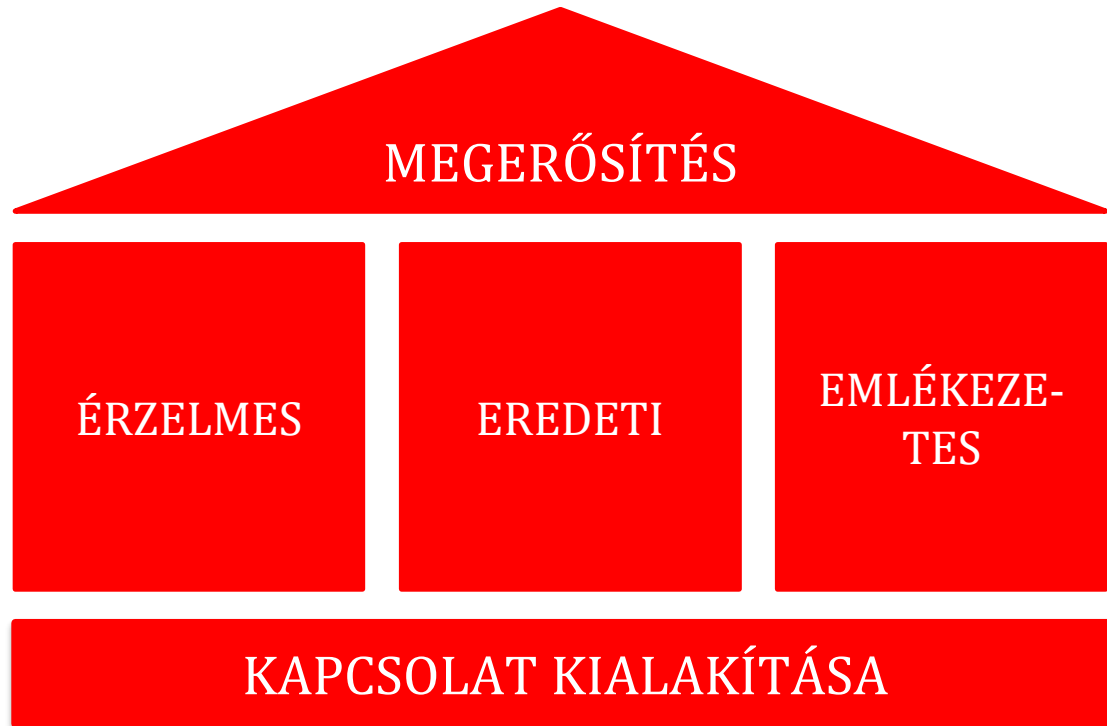 MEGERŐSÍTÉS
ÉRZELMES
EREDETI
EMLÉKEZE-
TES
KAPCSOLAT KIALAKÍTÁSA